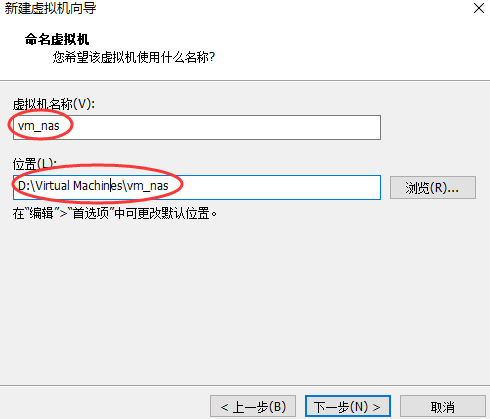 新建虚拟机向导
命名虚拟机
您希望该虚拟机使用什么名称?
虚拟机名称(V):
vm_nas
位置(L):
D:\Virtual Machines\vm_nas
浏览(R)...
在"编辑">"首选项"中可更改默认位置。
< 上一步(B)
下一步(N) >
取消